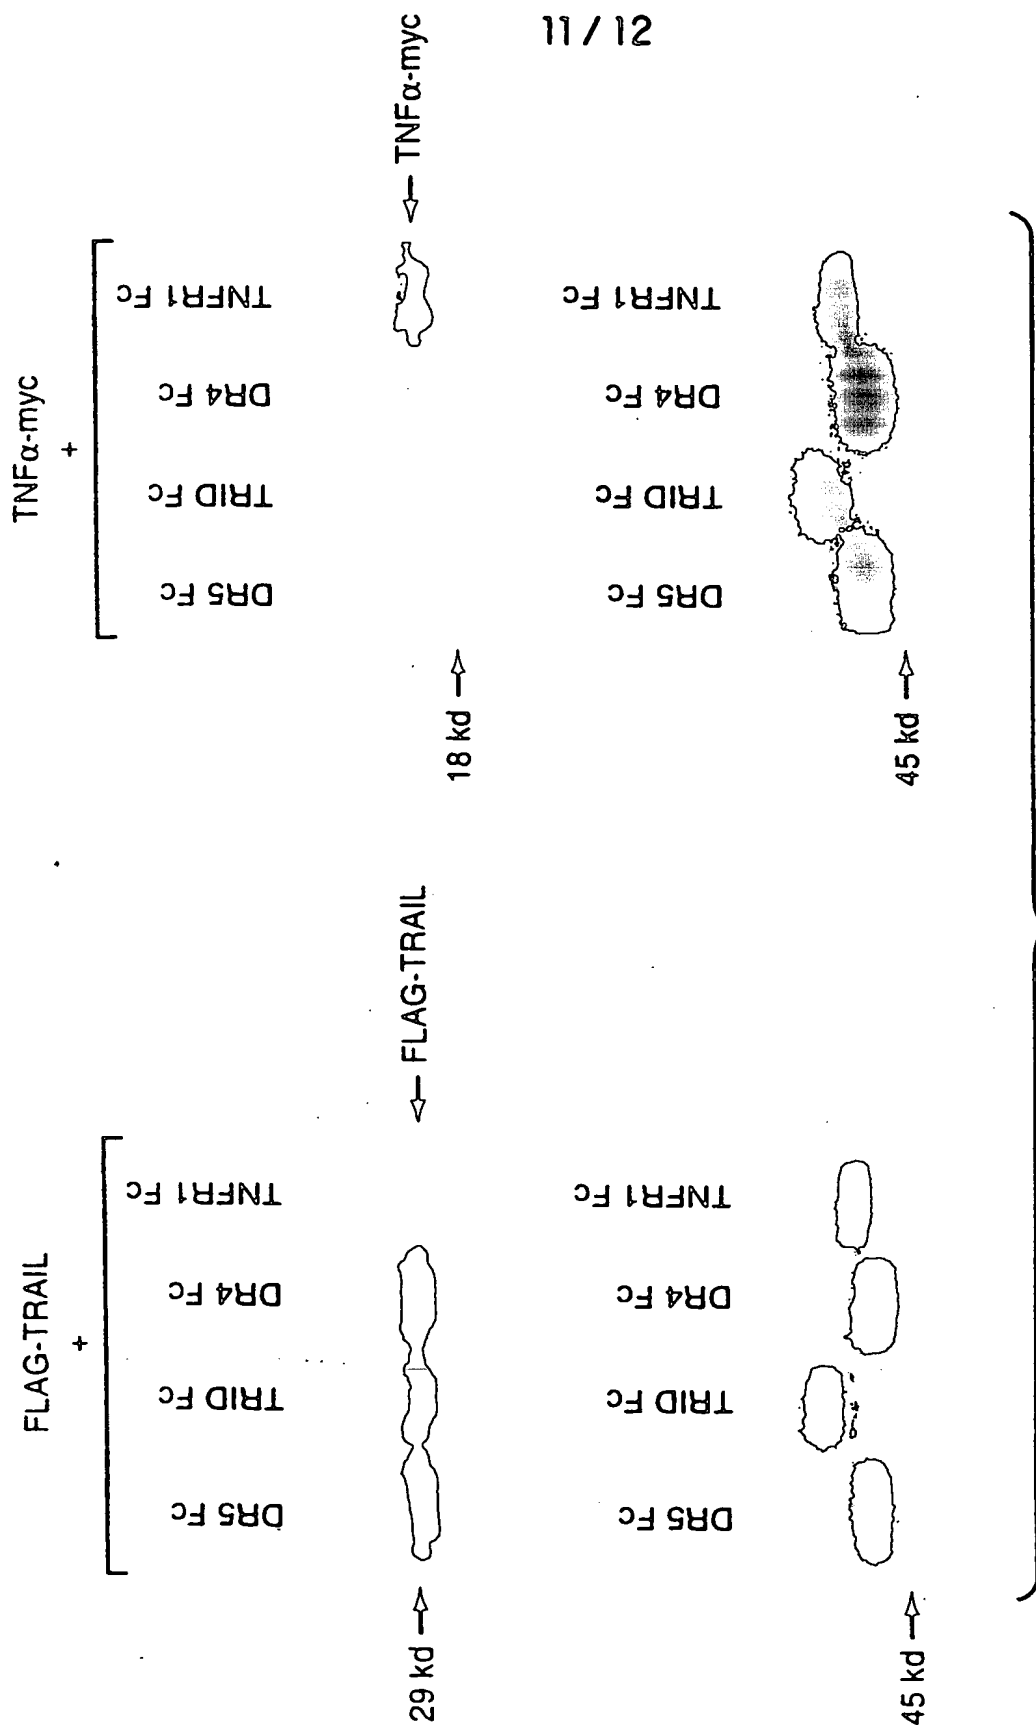 11/12
FLAG-TRAIL
+
DR5 Fc
TRID Fc
DR4 Fc
TNFR1 Fc
29 kd →
← FLAG-TRAIL
DR5 Fc
TRID Fc
DR4 Fc
TNFR1 Fc
45 kd →
TNFα-myc
+
DR5 Fc
TRID Fc
DR4 Fc
TNFR1 Fc
18 kd →
← TNFα-myc
DR5 Fc
TRID Fc
DR4 Fc
TNFR1 Fc
45 kd →